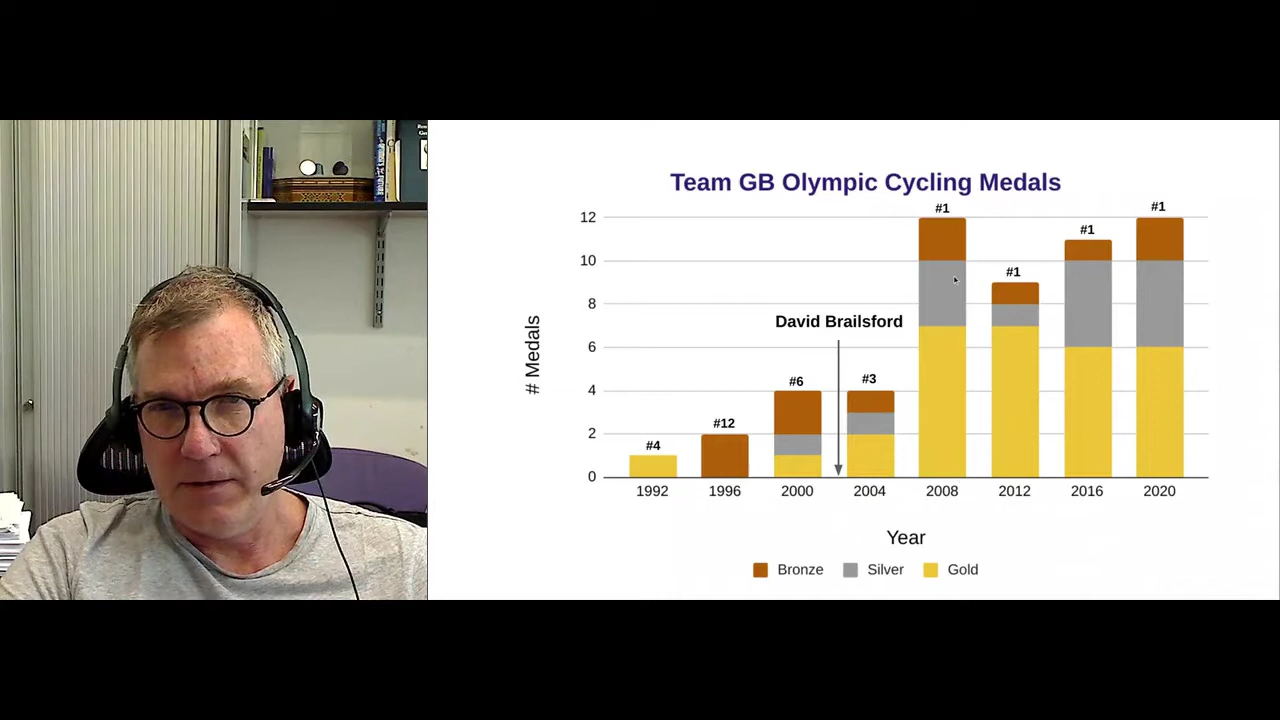 Team GB Olympic Cycling Medals
# Medals
12
10
8
6
4
2
0
#4
#12
#6
David Brailsford
#3
#1
#1
#1
#1
1992 1996 2000 2004 2008 2012 2016 2020
Year
Bronze Silver Gold